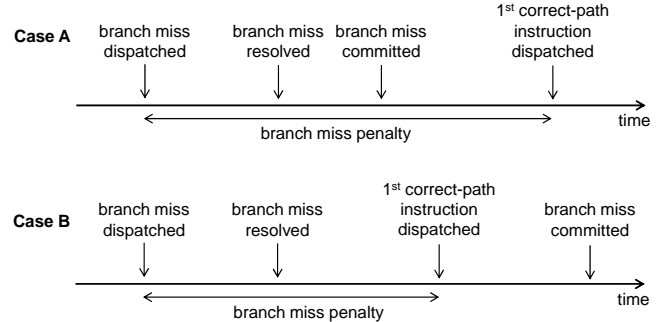 1st correct-path
Case A
branch miss
branch miss
branch miss
instruction
dispatched
resolved
committed
dispatched
time
branch miss penalty
1st correct-path
Case B
branch miss
branch miss
instruction
branch miss
dispatched
resolved
dispatched
committed
time
branch miss penalty